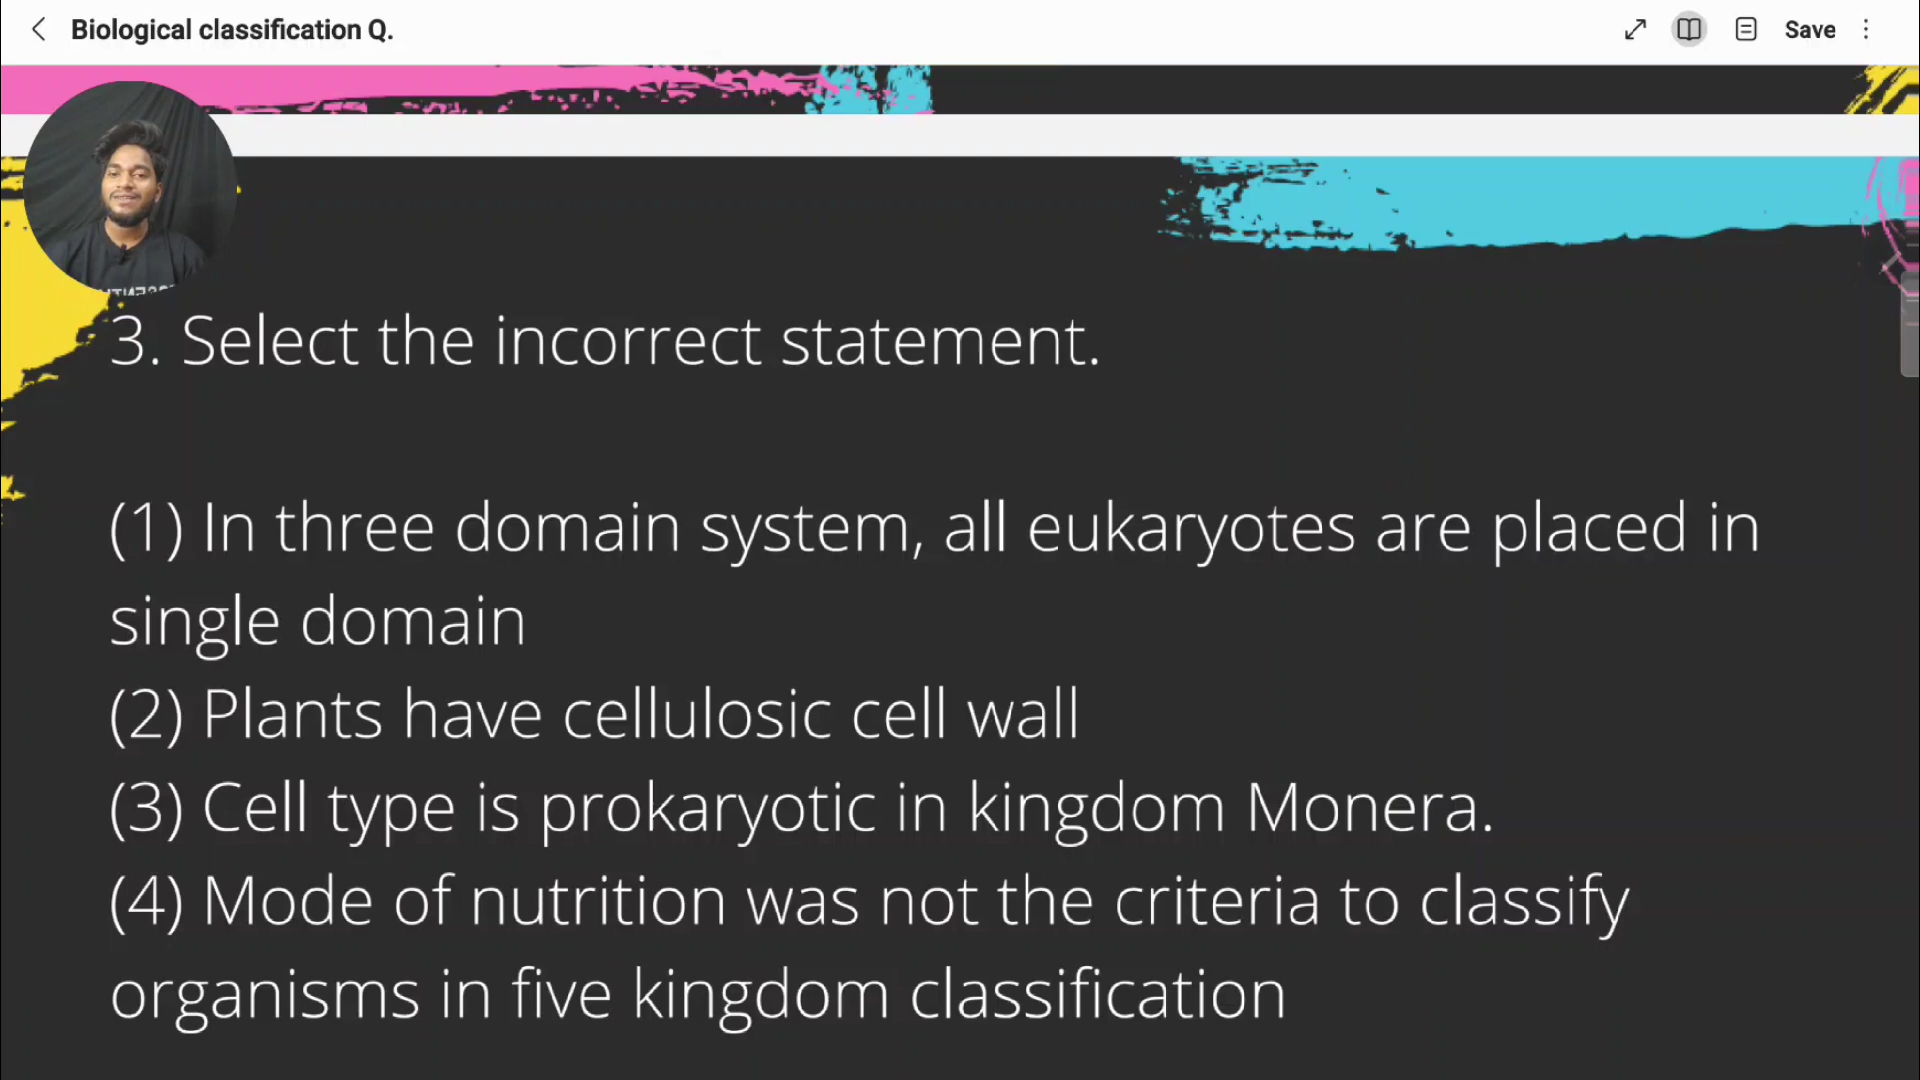 Biological classification Q.
Save
3. Select the incorrect statement.
(1) In three domain system, all eukaryotes are placed in
single domain
(2) Plants have cellulosic cell wall
(3) Cell type is prokaryotic in kingdom Monera.
(4) Mode of nutrition was not the criteria to classify
organisms in five kingdom classification